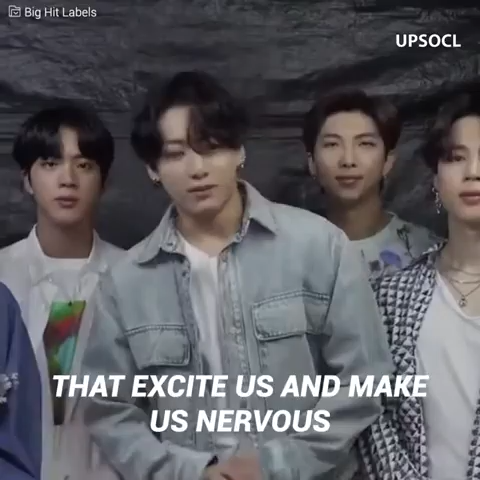 Big Hit Labels
UPSOCL
THAT EXCITE US AND MAKE
US NERVOUS